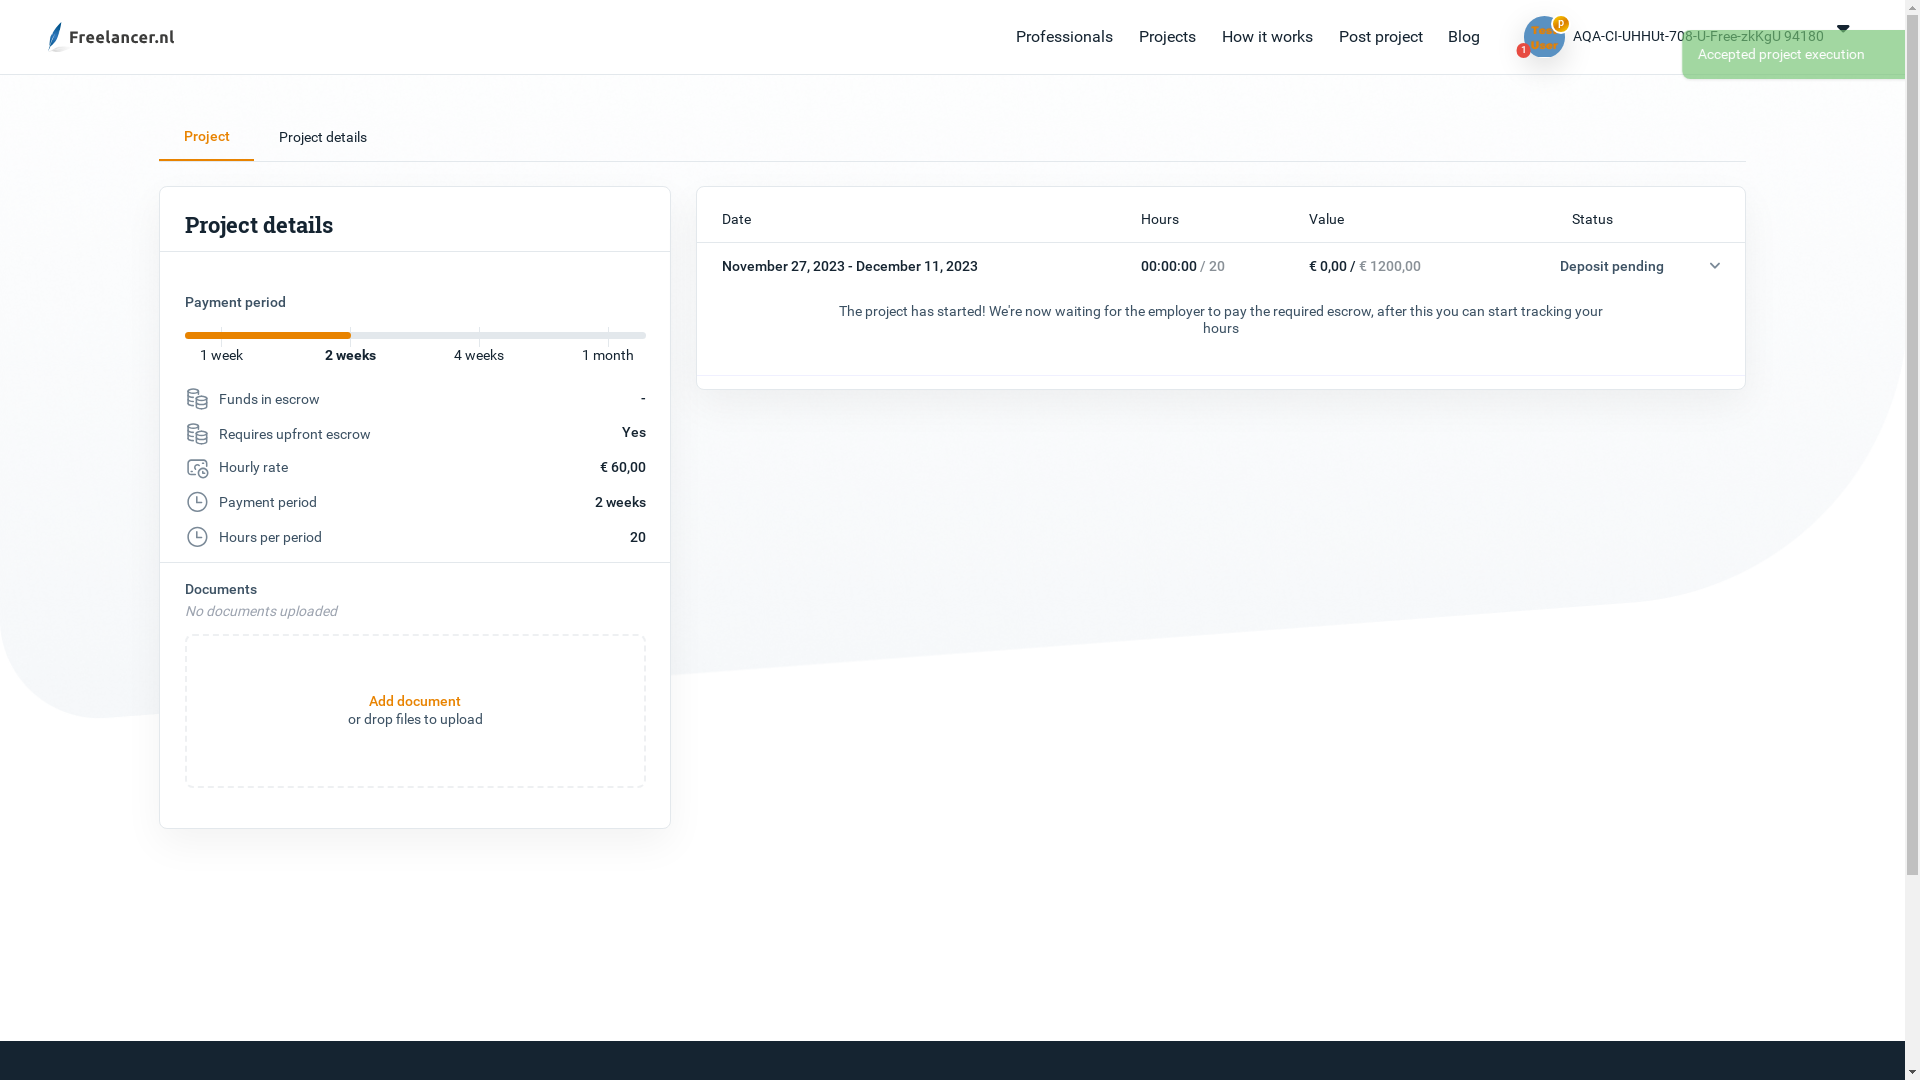 Freelancer.nl
Professionals
Projects
How it works
Post project
Blog
Test
User
p
1
AQA-CI-UHHUt-708-U-Free-zkKgU 94180
Accepted project execution
Project
Project details
Project details
Payment period
1 week
2 weeks
4 weeks
1 month
Funds in escrow
-
Requires upfront escrow
Yes
Hourly rate
€ 60,00
Payment period
2 weeks
Hours per period
20
Documents
No documents uploaded
Add document
or drop files to upload
Date
Hours
Value
Status
November 27, 2023 - December 11, 2023
00:00:00 / 20
€ 0,00 / € 1200,00
Deposit pending
The project has started! We're now waiting for the employer to pay the required escrow, after this you can start tracking your
hours